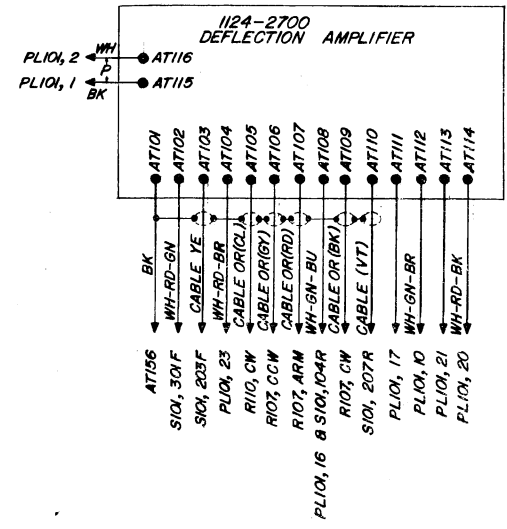 1124-2700
DEFLECTION AMPLIFIER
PL101, 2 WH AT116
P
PL101, 1 BK AT115
AT101
AT102
AT103
AT104
AT105
AT106
AT107
AT108
AT109
AT110
AT111
AT112
AT113
AT114
BK
WH-RD-GN
CABLE YE
WH-RD-BR
CABLE OR(CL)
CABLE OR(GY)
CABLE OR(RD)
WH-GN-BU
CABLE OR(BK)
CABLE (VT)
WH-GN-BR
WH-RD-BK
AT156
S101, 301F
S101, 203F
PL101, 23
R110, CW
R107, CCW
R107, ARM
PL101, 16 & S101, 104R
R107, CW
S101, 207R
PL101, 17
PL101, 10
PL101, 21
PL101, 20